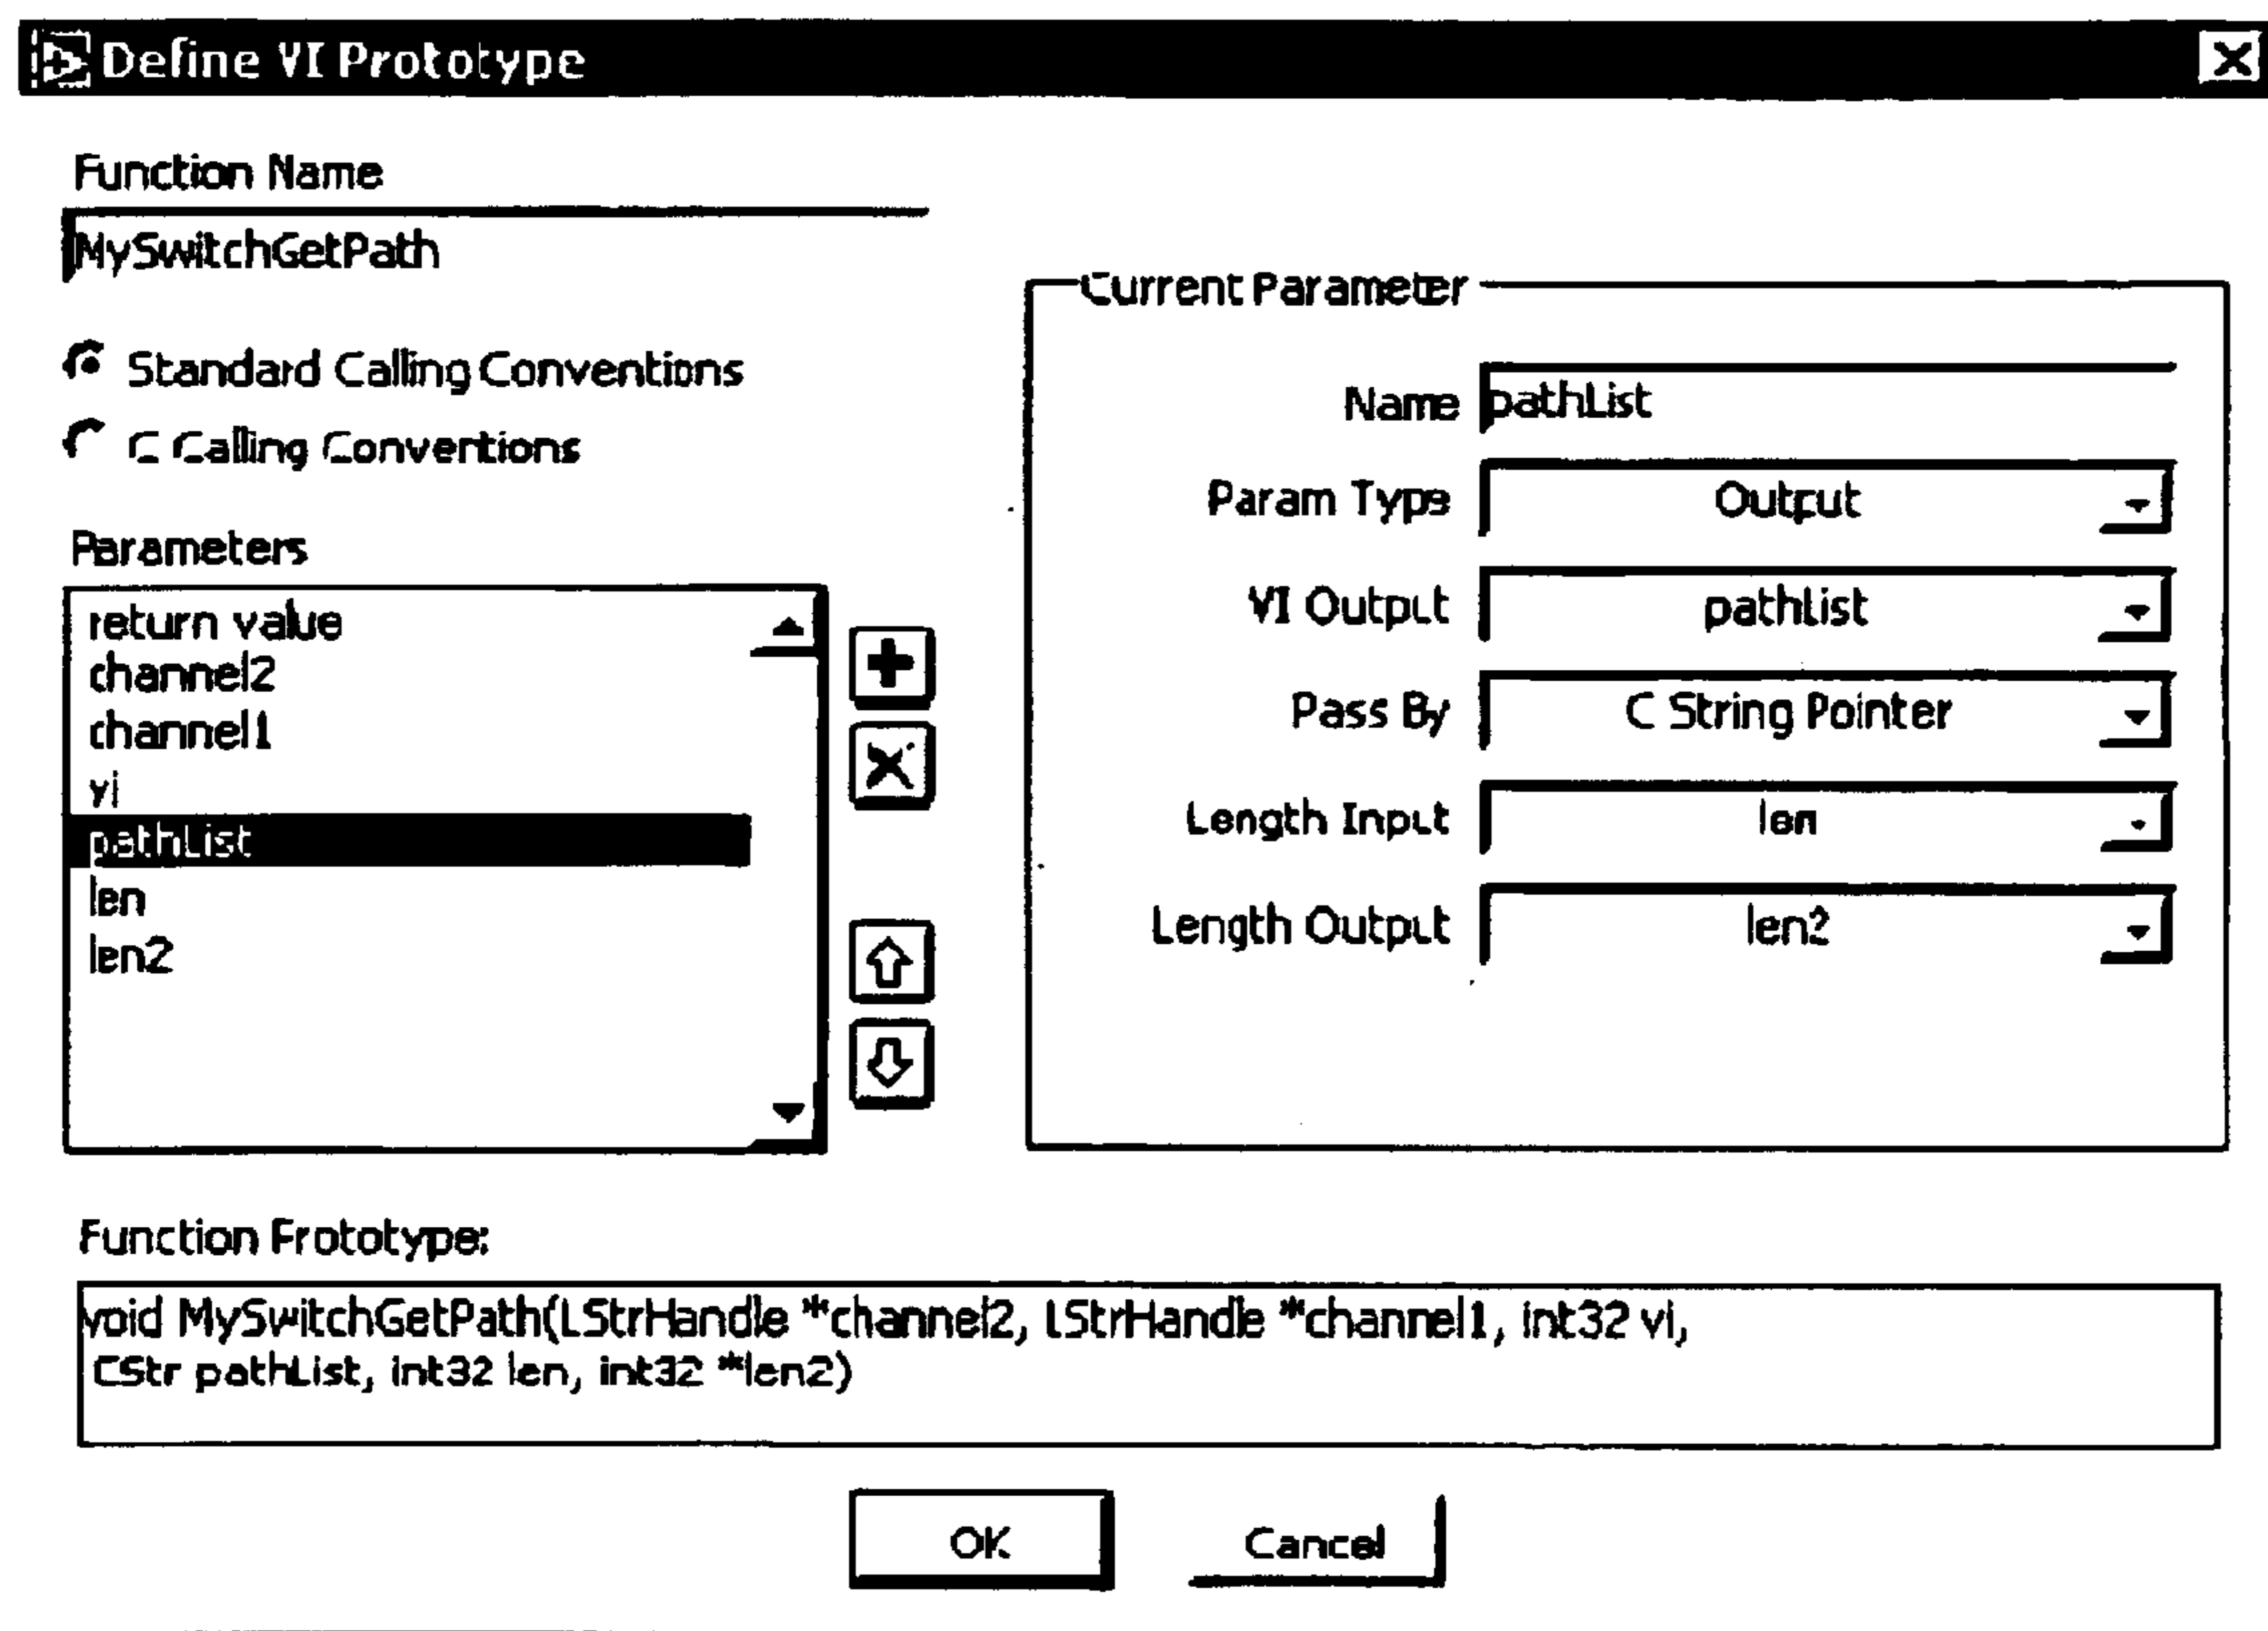 Define VI Prototype
Function Name
MySwitchGetPath
Standard Calling Conventions
C Calling Conventions
Parameters
return value
channel2
channel1
vi
pathList
len
len2
Current Parameter
Name pathList
Param Type Output
VI Output pathlist
Pass By C String Pointer
Length Input len
Length Output len2
Function Prototype:
void MySwitchGetPath(LStrHandle *channel2, LStrHandle *channel1, int32 vi,
CStr pathList, int32 len, int32 *len2)
OK Cancel